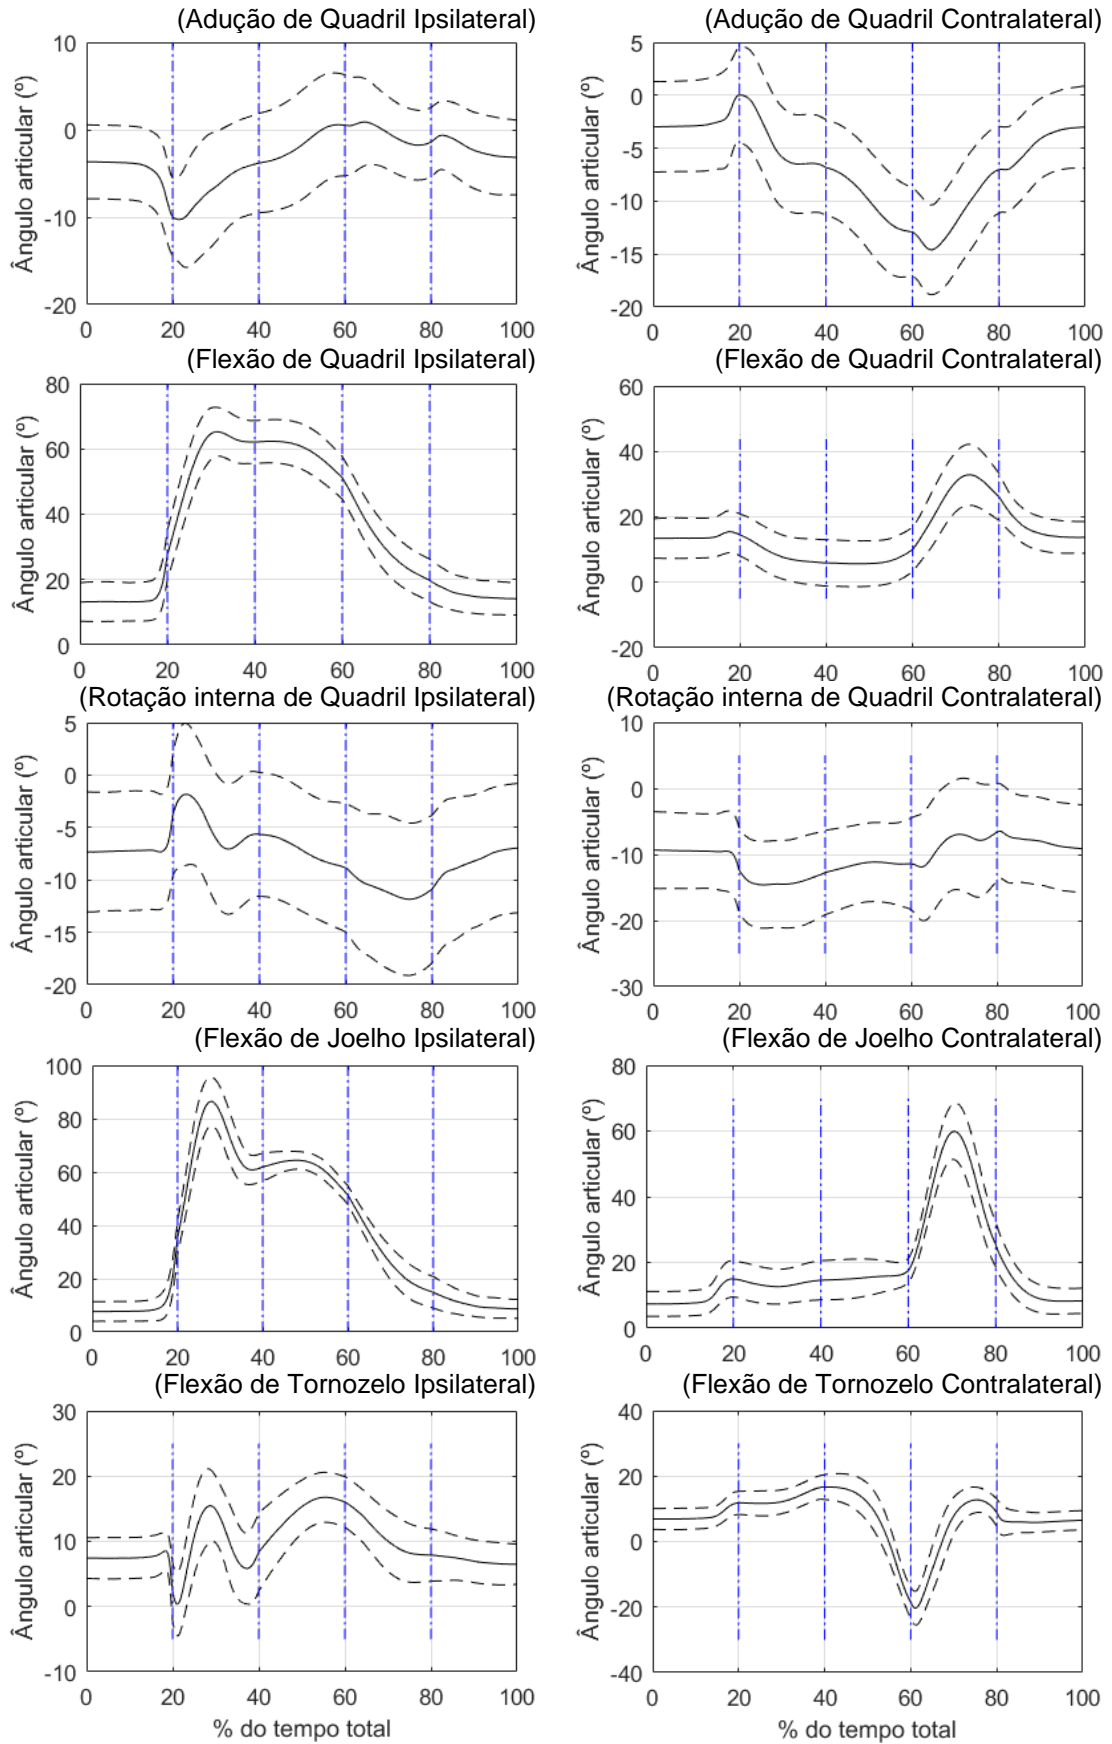 (Adução de Quadril Ipsilateral)
Ângulo articular (º)
10
0
-10
-20
0 20 40 60 80 100
(Adução de Quadril Contralateral)
Ângulo articular (º)
5
0
-5
-10
-15
-20
0 20 40 60 80 100
(Flexão de Quadril Ipsilateral)
Ângulo articular (º)
80
60
40
20
0
0 20 40 60 80 100
(Flexão de Quadril Contralateral)
Ângulo articular (º)
60
40
20
0
-20
0 20 40 60 80 100
(Rotação interna de Quadril Ipsilateral)
Ângulo articular (º)
5
0
-5
-10
-15
-20
0 20 40 60 80 100
(Rotação interna de Quadril Contralateral)
Ângulo articular (º)
10
0
-10
-20
-30
0 20 40 60 80 100
(Flexão de Joelho Ipsilateral)
Ângulo articular (º)
100
80
60
40
20
0
0 20 40 60 80 100
(Flexão de Joelho Contralateral)
Ângulo articular (º)
80
60
40
20
0
0 20 40 60 80 100
(Flexão de Tornozelo Ipsilateral)
Ângulo articular (º)
30
20
10
0
-10
0 20 40 60 80 100
% do tempo total
(Flexão de Tornozelo Contralateral)
Ângulo articular (º)
40
20
0
-20
-40
0 20 40 60 80 100
% do tempo total